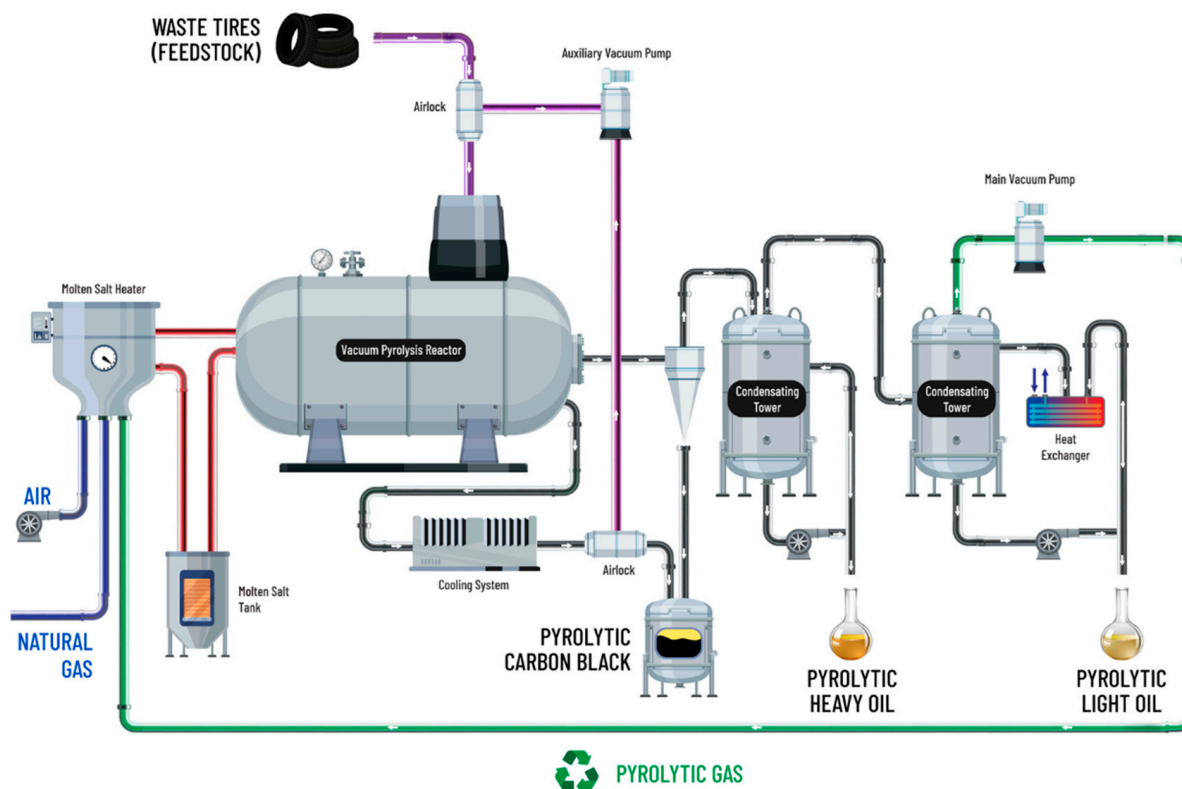 WASTE TIRES
(FEEDSTOCK)
Airlock
Auxiliary Vacuum Pump
Main Vacuum Pump
Molten Salt Heater
Vacuum Pyrolysis Reactor
Condensating
Tower
Condensating
Tower
Heat
Exchanger
AIR
Cooling System
Airlock
Molten Salt
Tank
NATURAL
GAS
PYROLYTIC
CARBON BLACK
PYROLYTIC
HEAVY OIL
PYROLYTIC
LIGHT OIL
PYROLYTIC GAS